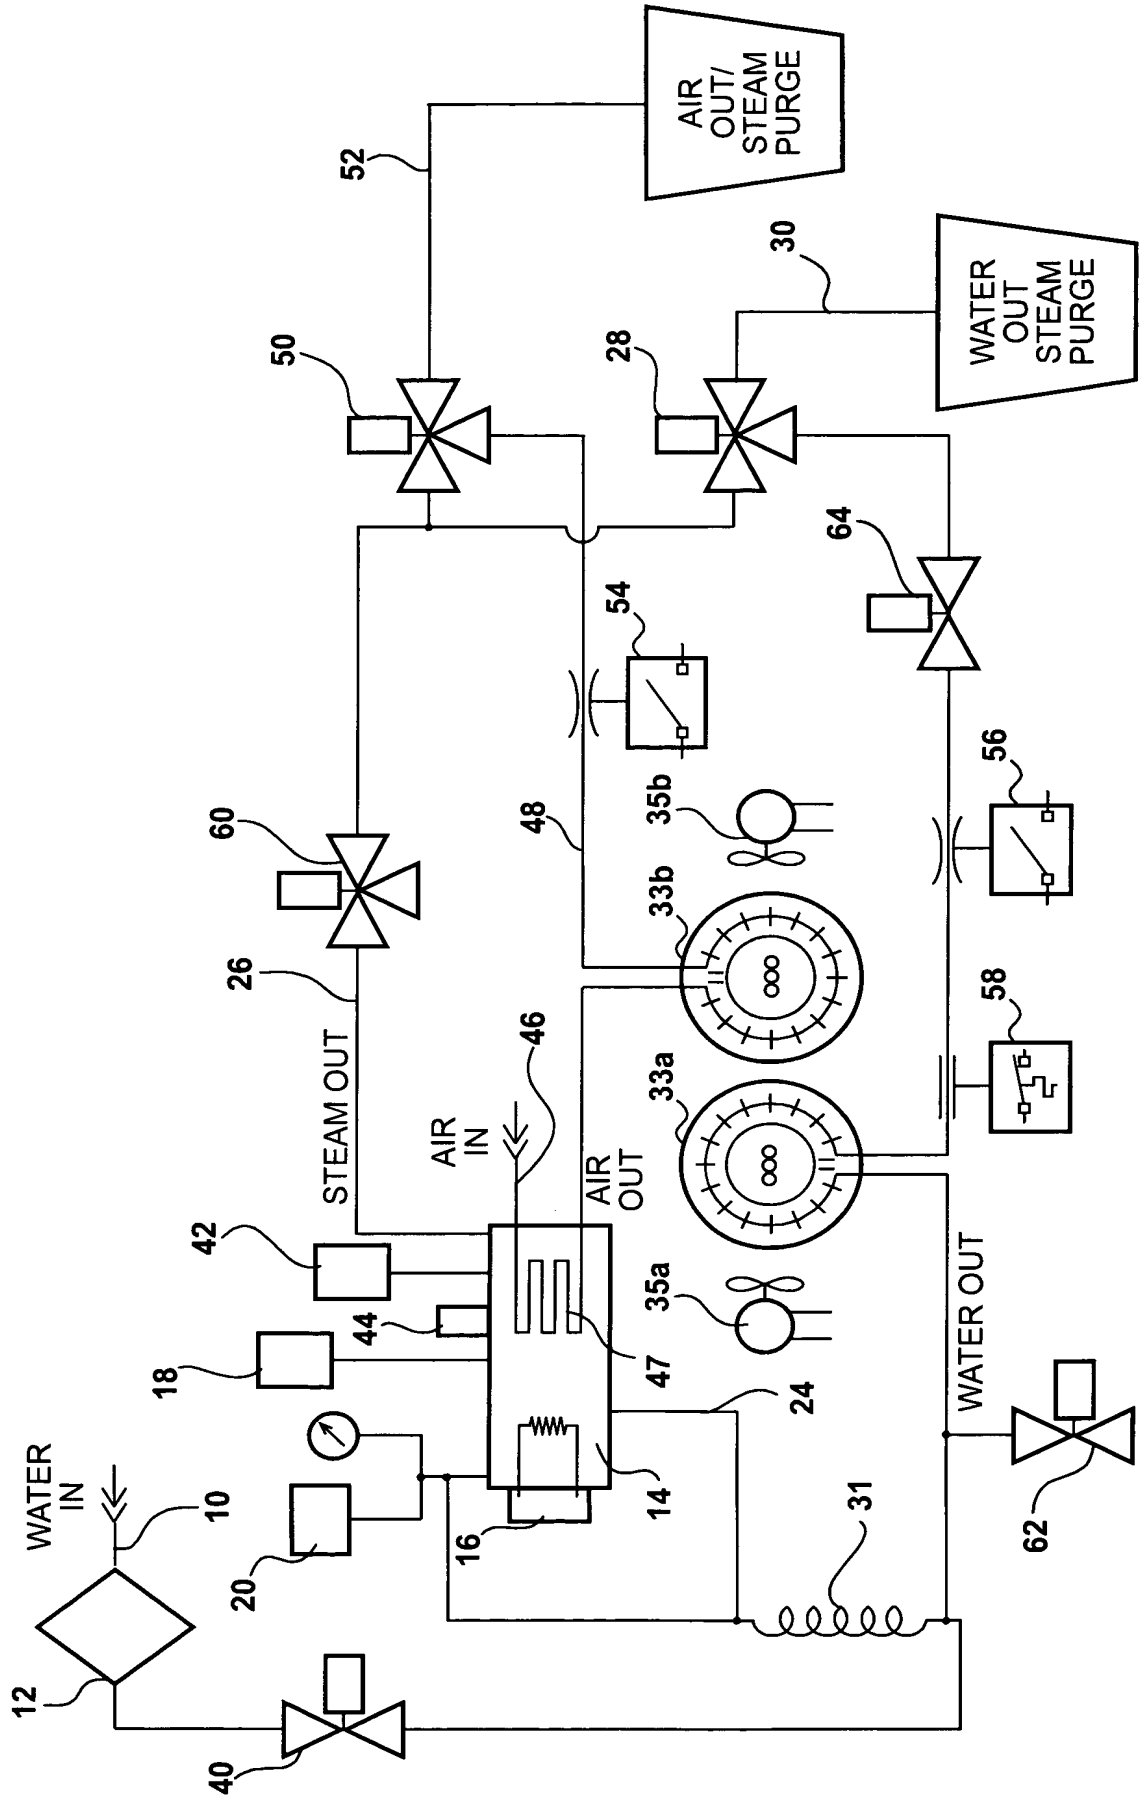 WATER
IN
10
12
40
20
18
42
44
16
14
STEAM OUT
26
60
AIR
IN
46
AIR
OUT
47
24
48
50
52
AIR
OUT/
STEAM
PURGE
28
30
WATER
OUT
STEAM
PURGE
54
64
56
58
33a
33b
35a
35b
WATER OUT
31
62